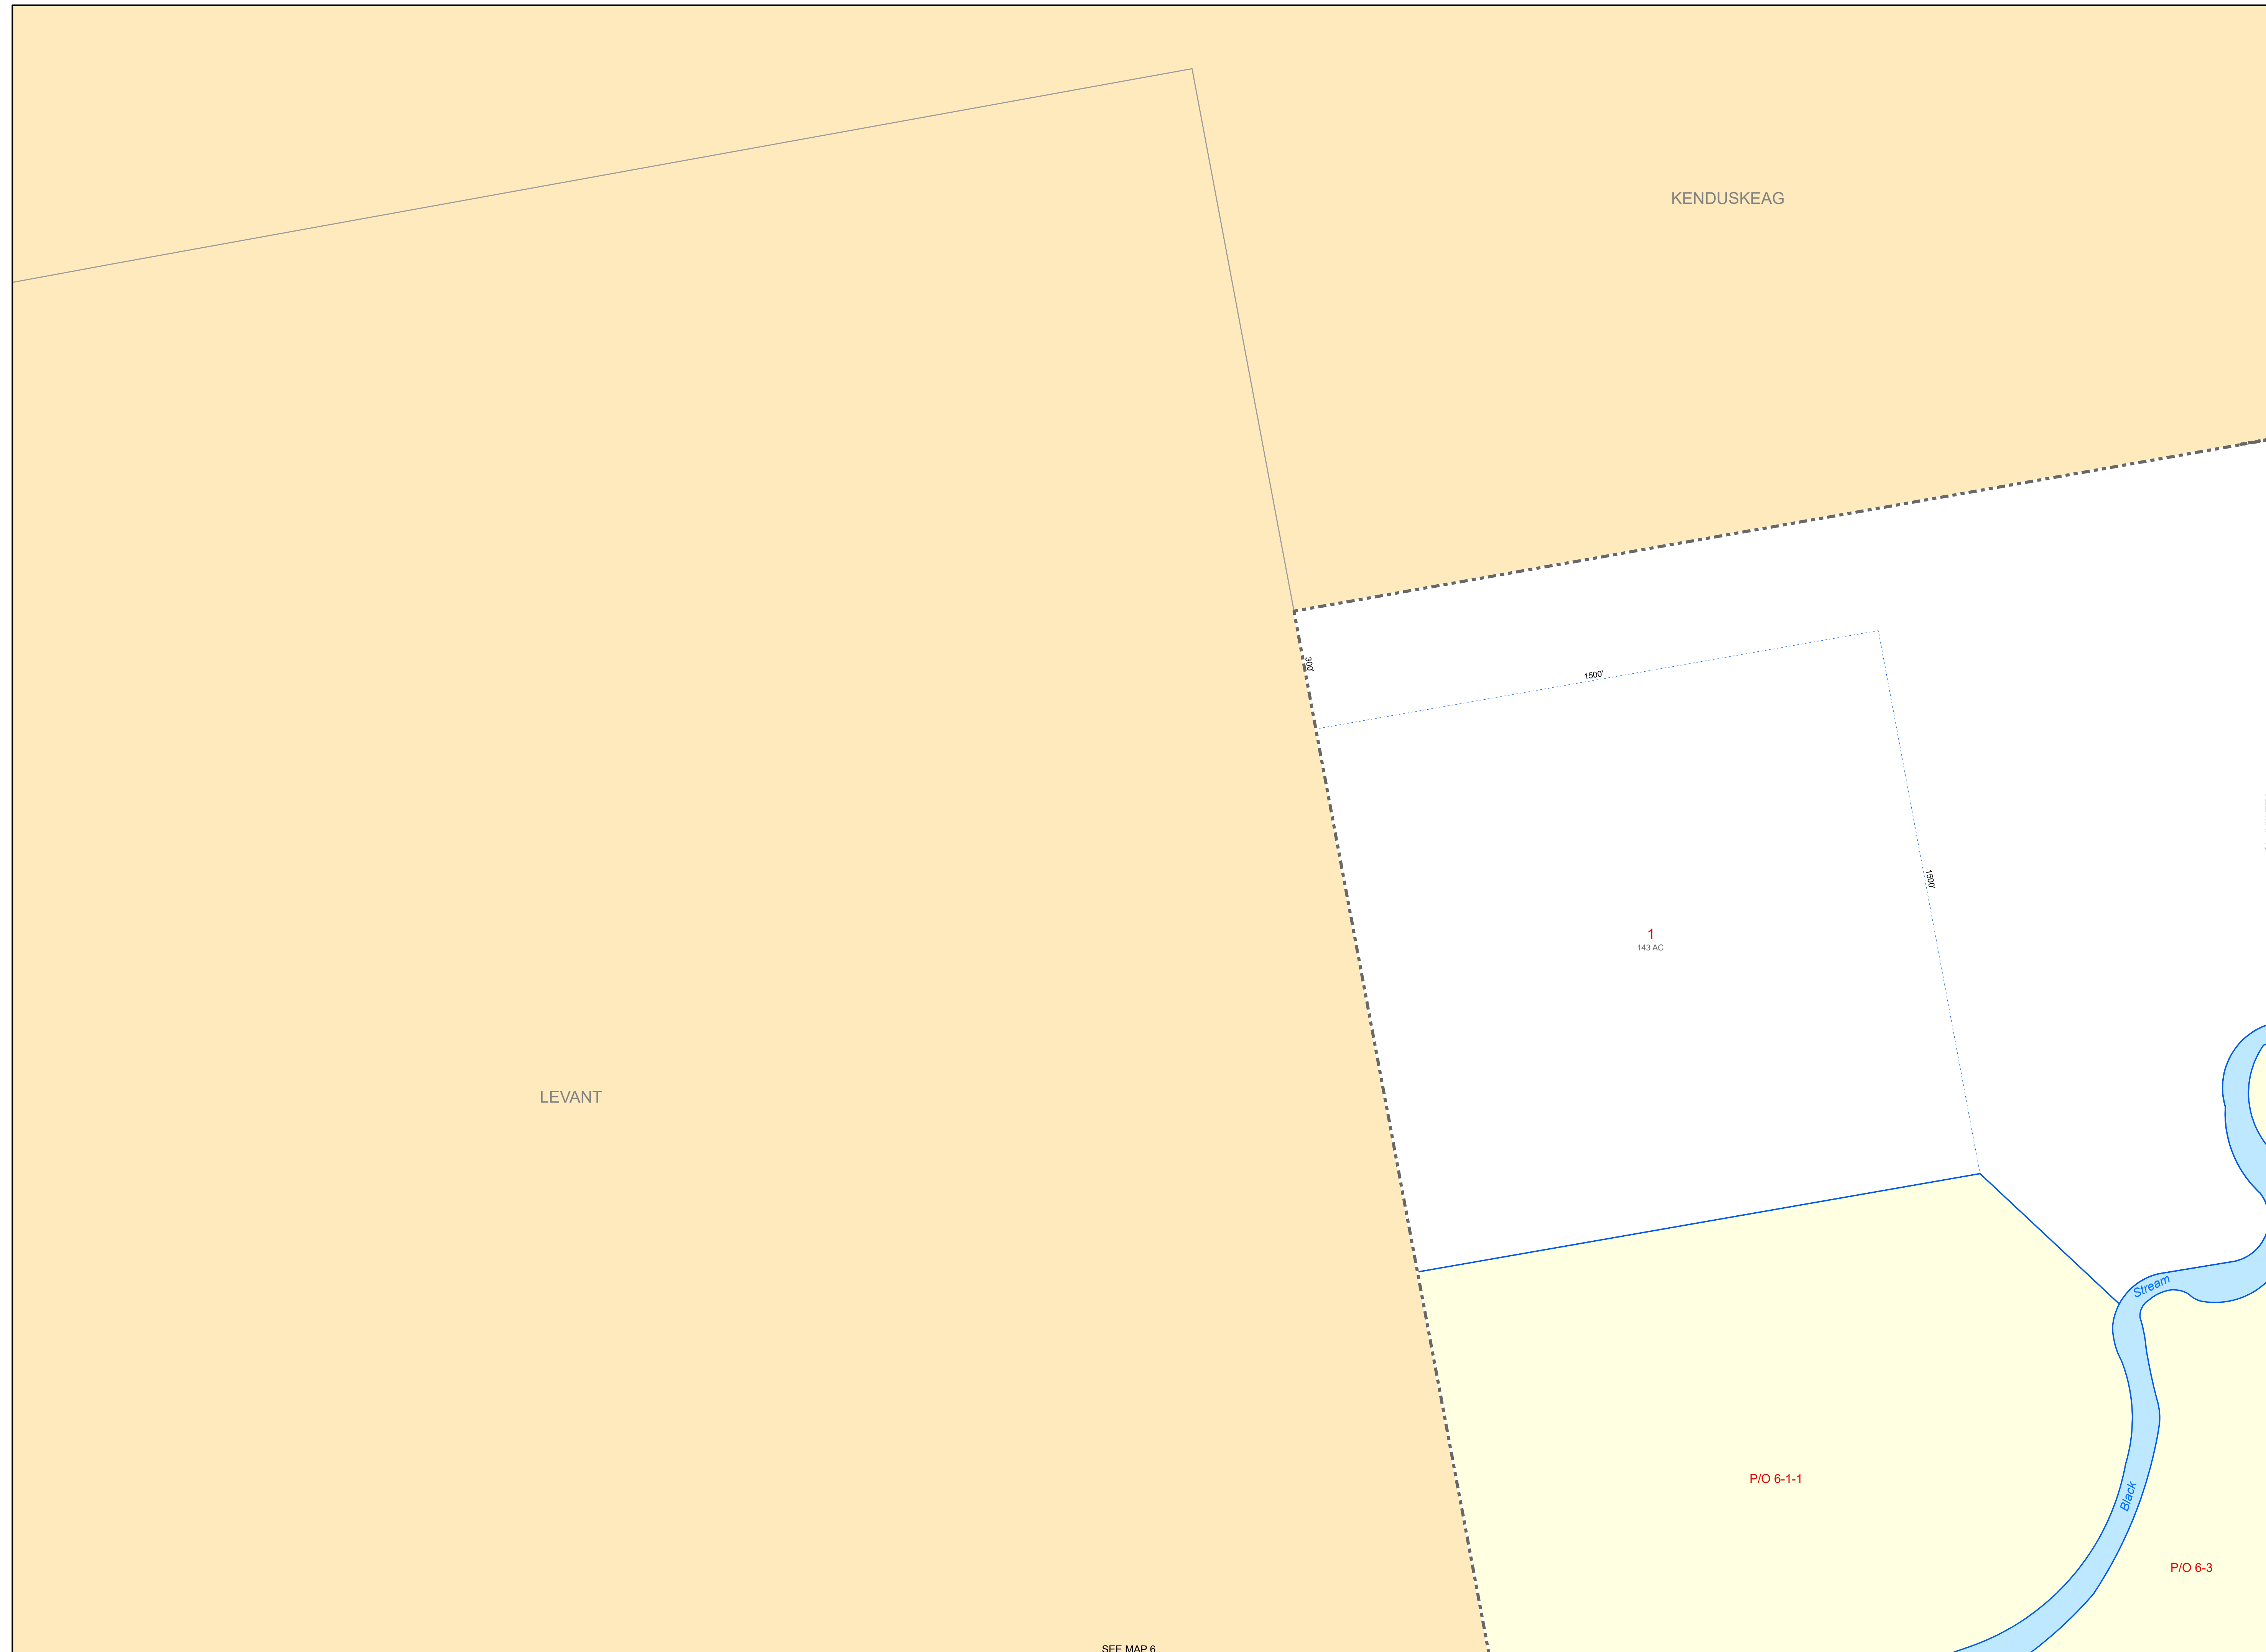 KENDUSKEAG
300'
1500'
1500'
1
143 AC
LEVANT
Stream
P/O 6-1-1
Black
P/O 6-3
SEE MAP 6